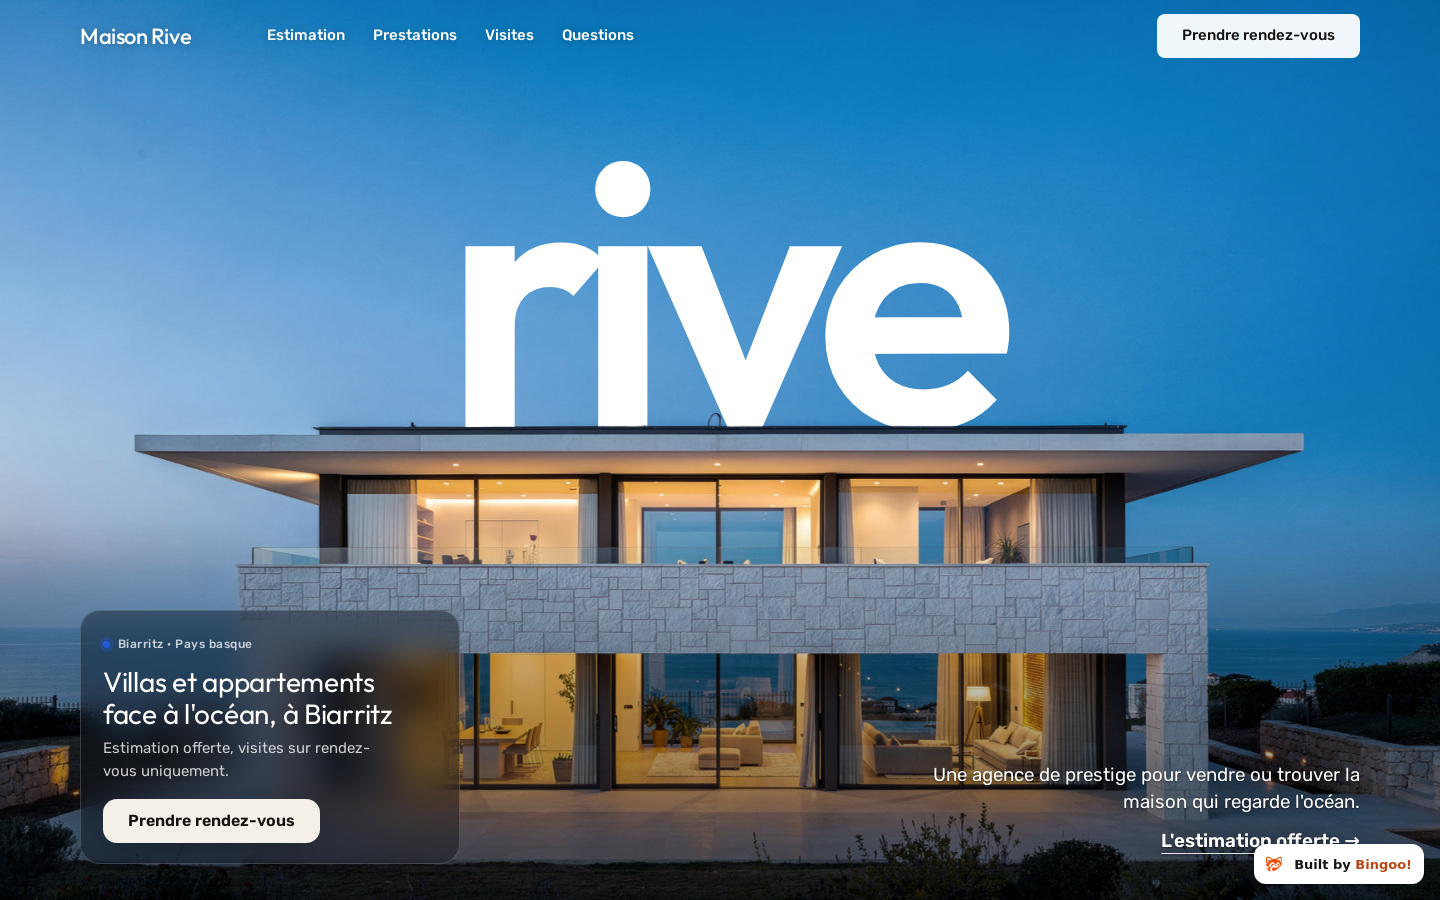 Maison Rive
Estimation
Prestations
Visites
Questions
Prendre rendez-vous
rive
Biarritz • Pays basque
Villas et appartements
face à l'océan, à Biarritz
Estimation offerte, visites sur rendez-
vous uniquement.
Prendre rendez-vous
Une agence de prestige pour vendre ou trouver la
maison qui regarde l'océan.
L'estimation offerte →
Built by Bingoo!